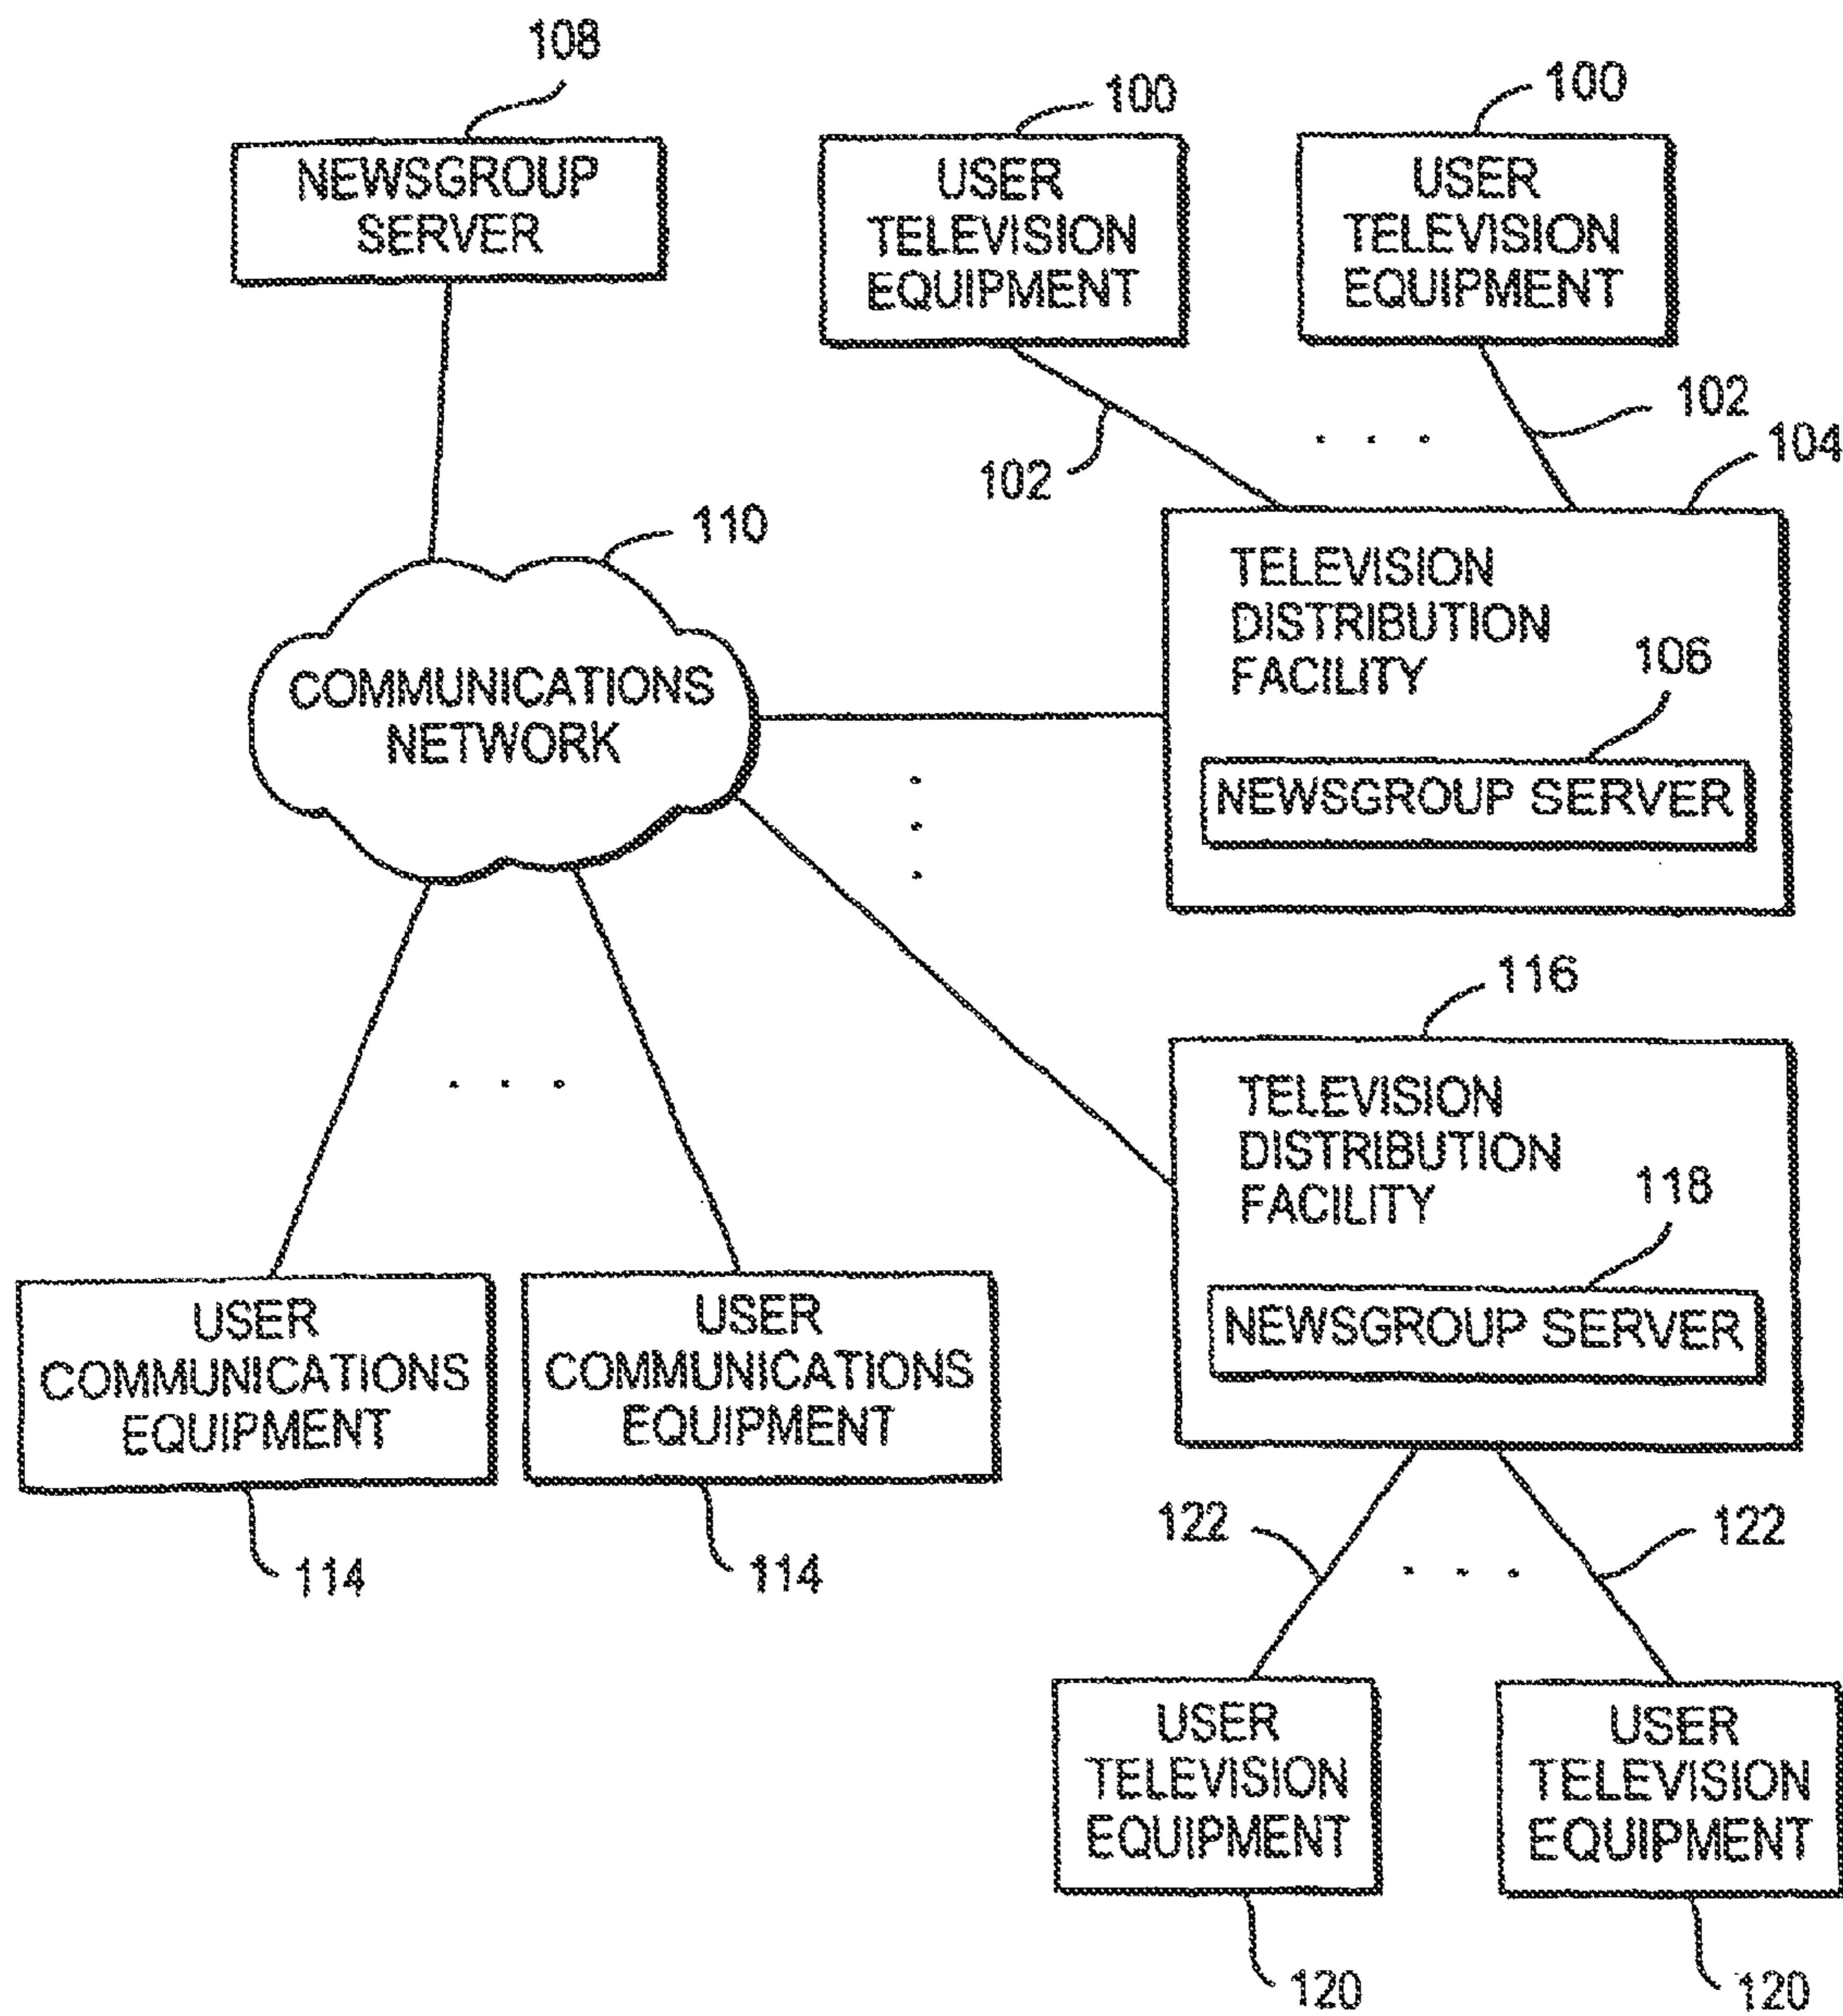 108
NEWSGROUP
SERVER
100
USER
TELEVISION
EQUIPMENT
100
USER
TELEVISION
EQUIPMENT
102
102
104
110
COMMUNICATIONS
NETWORK
TELEVISION
DISTRIBUTION
FACILITY
106
NEWSGROUP SERVER
116
TELEVISION
DISTRIBUTION
FACILITY
118
NEWSGROUP SERVER
USER
COMMUNICATIONS
EQUIPMENT
114
USER
COMMUNICATIONS
EQUIPMENT
114
122
122
USER
TELEVISION
EQUIPMENT
120
USER
TELEVISION
EQUIPMENT
120